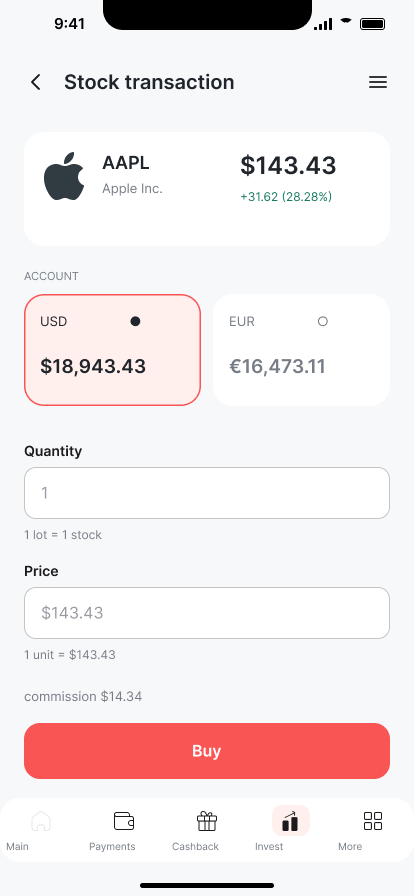 9:41
Stock transaction
AAPL
$143.43
Apple Inc.
+31.62 (28.28%)
ACCOUNT
USD
EUR
$18,943.43
€16,473.11
Quantity
1
1 lot = 1 stock
Price
$143.43
1 unit = $143.43
commission $14.34
Buy
Main
Payments
Cashback
Invest
More